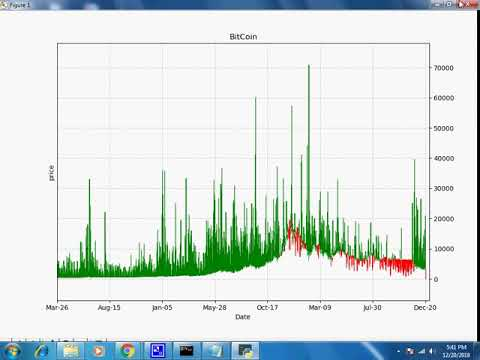 Figure 1
BitCoin
70000
60000
50000
40000
30000
20000
10000
0
price
Mar-26 Aug-15 Jan-05 May-28 Oct-17 Mar-09 Jul-30 Dec-20
Date
5:41 PM
12/20/2018